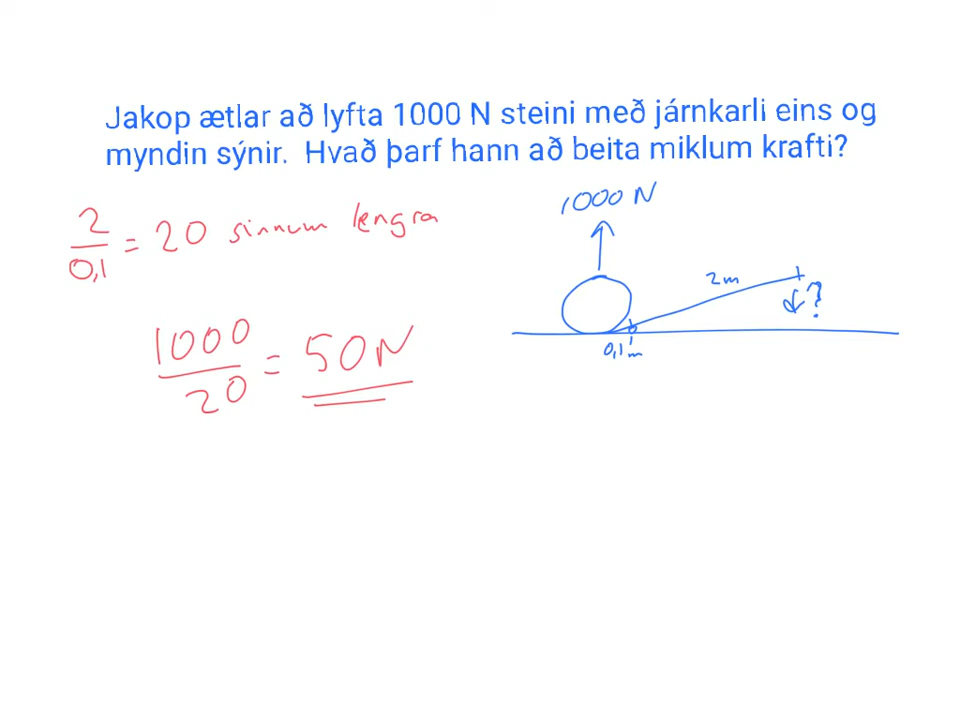 Jakop ætlar að lyfta 1000 N steini með járnkarli eins og
myndin sýnir. Hvað þarf hann að beita miklum krafti?
2/0,1 = 20 sinnum lengra
1000 N
2m
?
0,1m
1000/20 = 50N